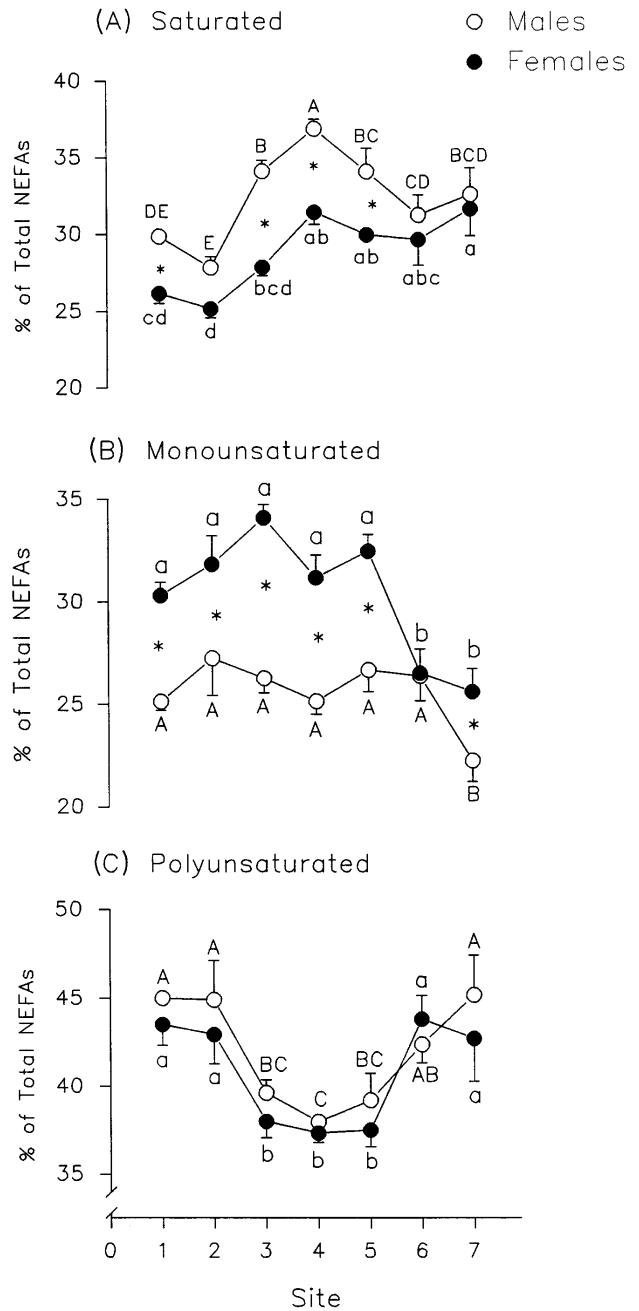 (A) Saturated
Males
Females
% of Total NEFAs
40
35
30
25
20
DE
E
B
A
BC
CD
BCD
*
*
*
*
cd
d
bcd
ab
ab
abc
a
(B) Monounsaturated
% of Total NEFAs
35
30
25
20
a
a
a
a
a
b
b
*
*
*
*
*
*
A
A
A
A
A
A
B
(C) Polyunsaturated
% of Total NEFAs
50
45
40
35
A
A
BC
C
BC
a
A
a
a
b
b
b
AB
a
0 1 2 3 4 5 6 7
Site